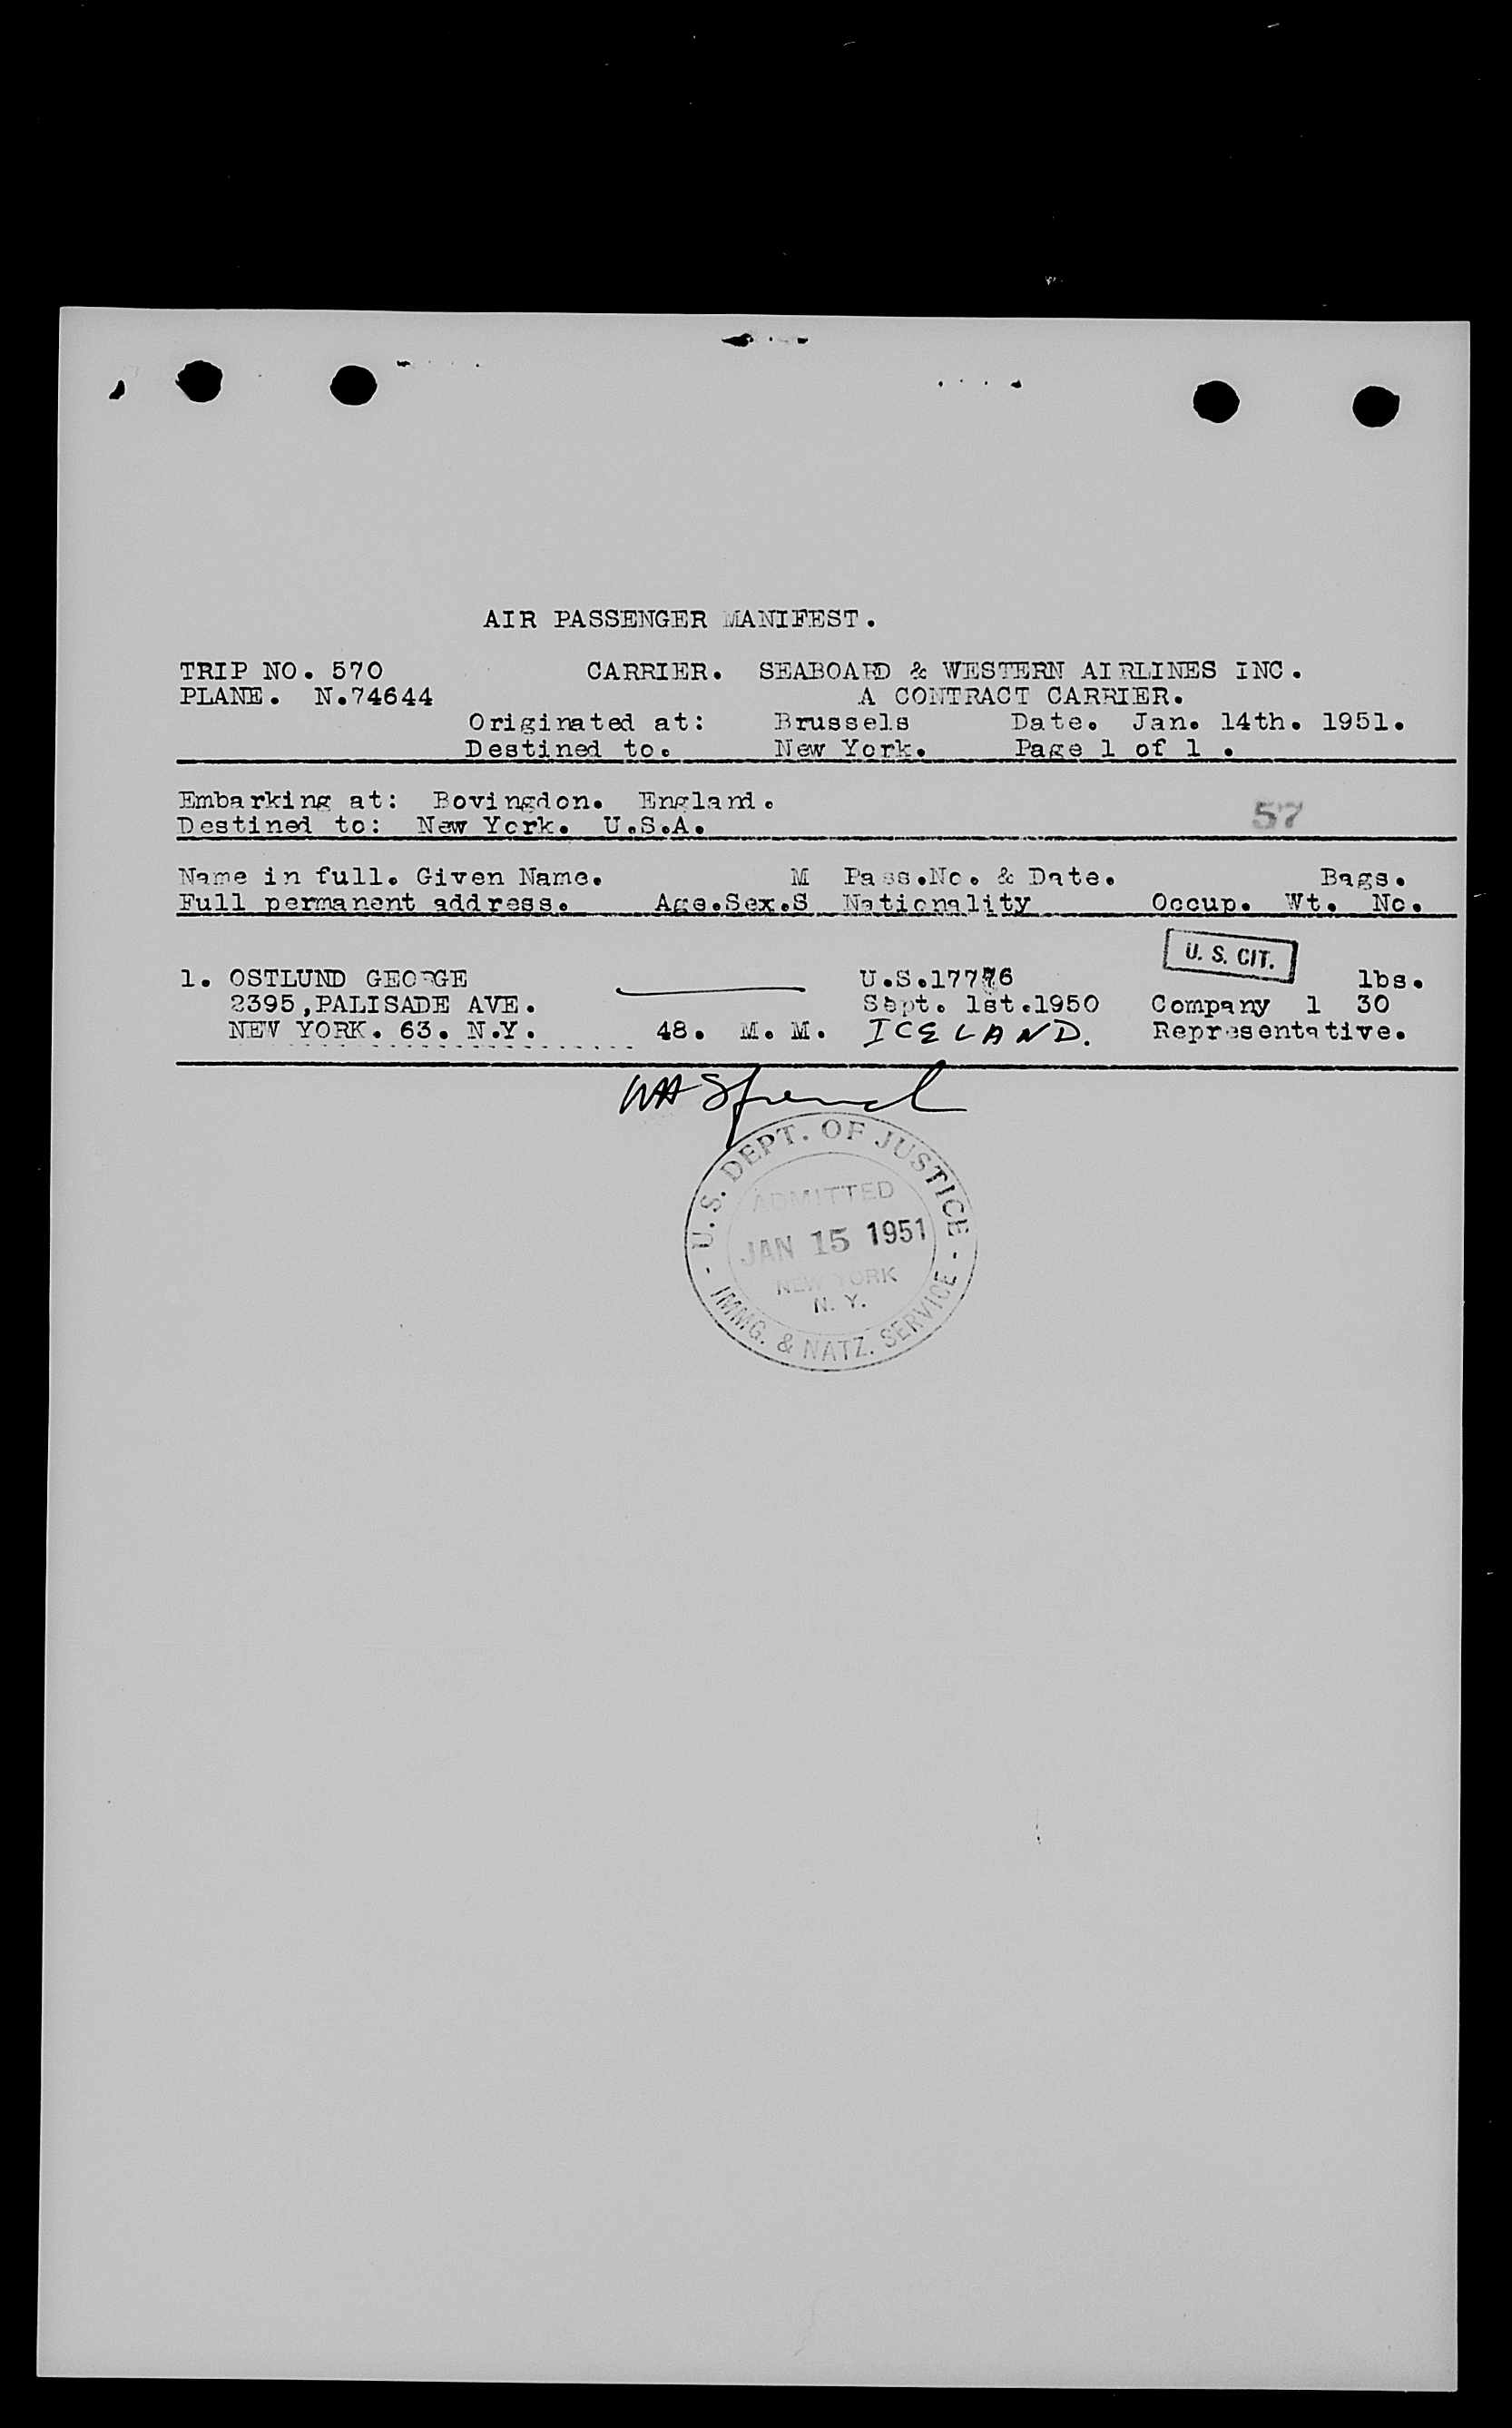 AIR PASSENGER MANIFEST.
TRIP NO. 570 CARRIER. SEABOARD & WESTERN AIRLINES INC.
PLANE. N.74644 A CONTRACT CARRIER.
Originated at: Brussels Date. Jan. 14th. 1951.
Destined to. New York. Page 1 of 1 .
Embarking at: Bovingdon. England.
Destined to: New York. U.S.A.
57
Name in full. Given Name. M Pass.No. & Date. Bags.
Full permanent address. Age.Sex.S Nationality Occup. Wt. No.
U. S. CIT.
1. OSTLUND GEORGE U.S. lbs.
2395,PALISADE AVE. Sept. 1st.1950 Company 1 30
NEW YORK. 63. N.Y. 48. M. M. ICELAND. Representative.
U.S. DEPT. OF JUSTICE
ADMITTED
JAN 15 1951
NEW YORK
N. Y.
IMMG. & NATZ. SERVICE